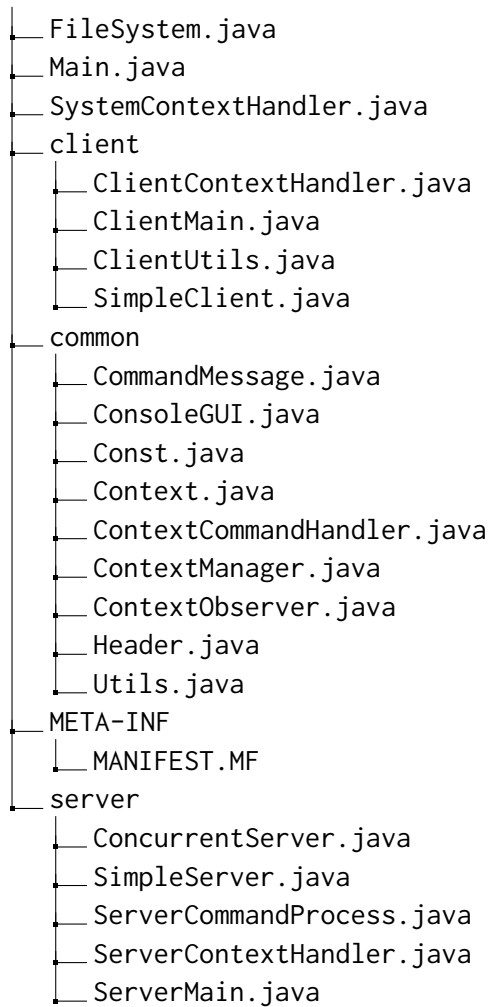 FileSystem.java
Main.java
SystemContextHandler.java
client
ClientContextHandler.java
ClientMain.java
ClientUtils.java
SimpleClient.java
common
CommandMessage.java
ConsoleGUI.java
Const.java
Context.java
ContextCommandHandler.java
ContextManager.java
ContextObserver.java
Header.java
Utils.java
META-INF
MANIFEST.MF
server
ConcurrentServer.java
SimpleServer.java
ServerCommandProcess.java
ServerContextHandler.java
ServerMain.java